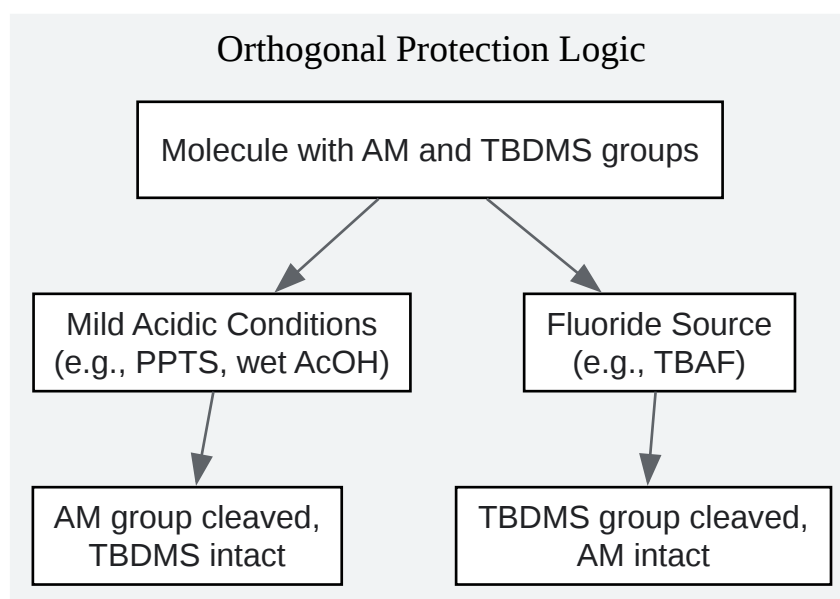 Orthogonal Protection Logic
Molecule with AM and TBDMS groups
Mild Acidic Conditions
(e.g., PPTS, wet AcOH)
Fluoride Source
(e.g., TBAF)
AM group cleaved,
TBDMS intact
TBDMS group cleaved,
AM intact